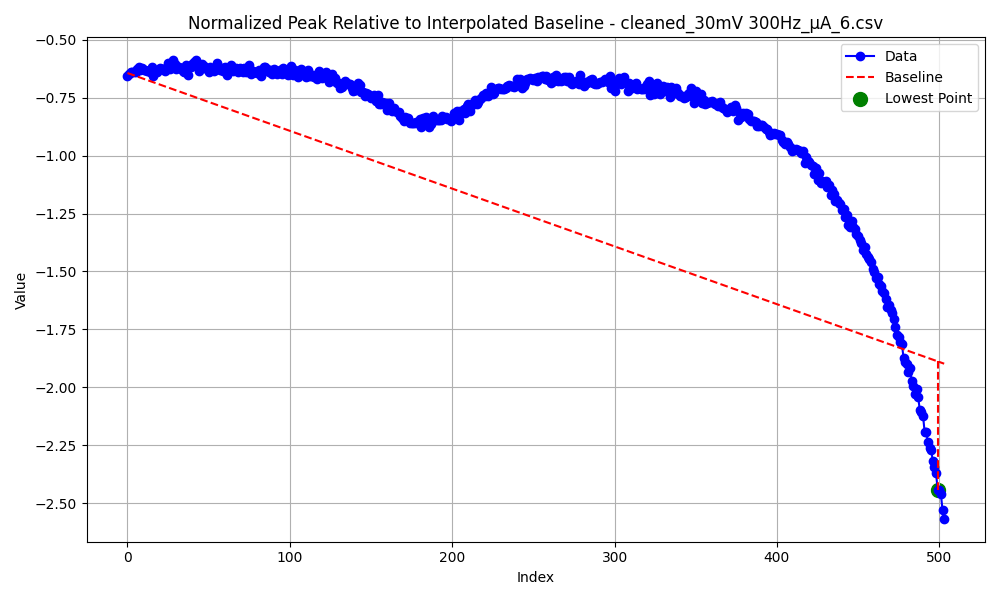 Normalized Peak Relative to Interpolated Baseline - cleaned_30mV 300Hz_µA_6.csv
Data
Baseline
Lowest Point
Value
−0.50
−0.75
−1.00
−1.25
−1.50
−1.75
−2.00
−2.25
−2.50
0 100 200 300 400 500
Index